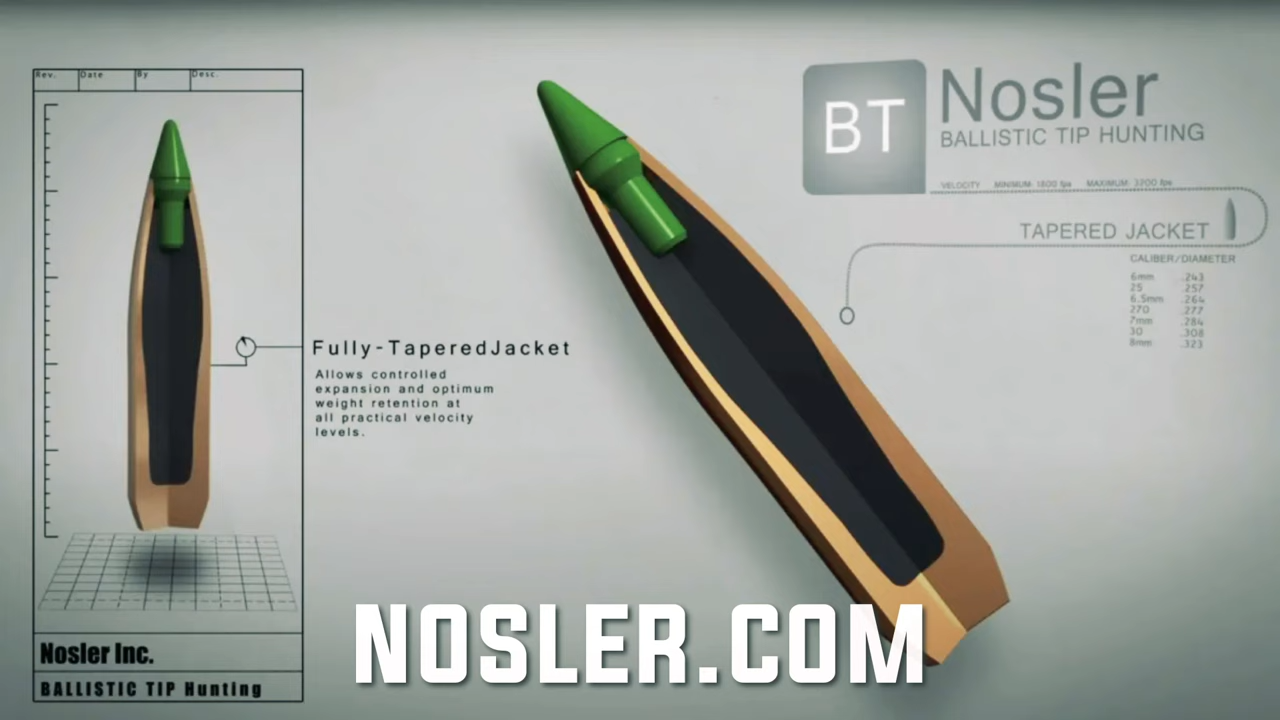 Rev. Date By Desc.
Fully-TaperedJacket
Allows controlled
expansion and optimum
weight retention at
all practical velocity
levels.
Nosler Inc.
BALLISTIC TIP Hunting
BT
Nosler
BALLISTIC TIP HUNTING
VELOCITY MINIMUM: 1800 fps MAXIMUM: 3200 fps
TAPERED JACKET
CALIBER/DIAMETER
6mm .243
25 .257
6.5mm .264
270 .277
7mm .284
30 .308
8mm .323
NOSLER.COM